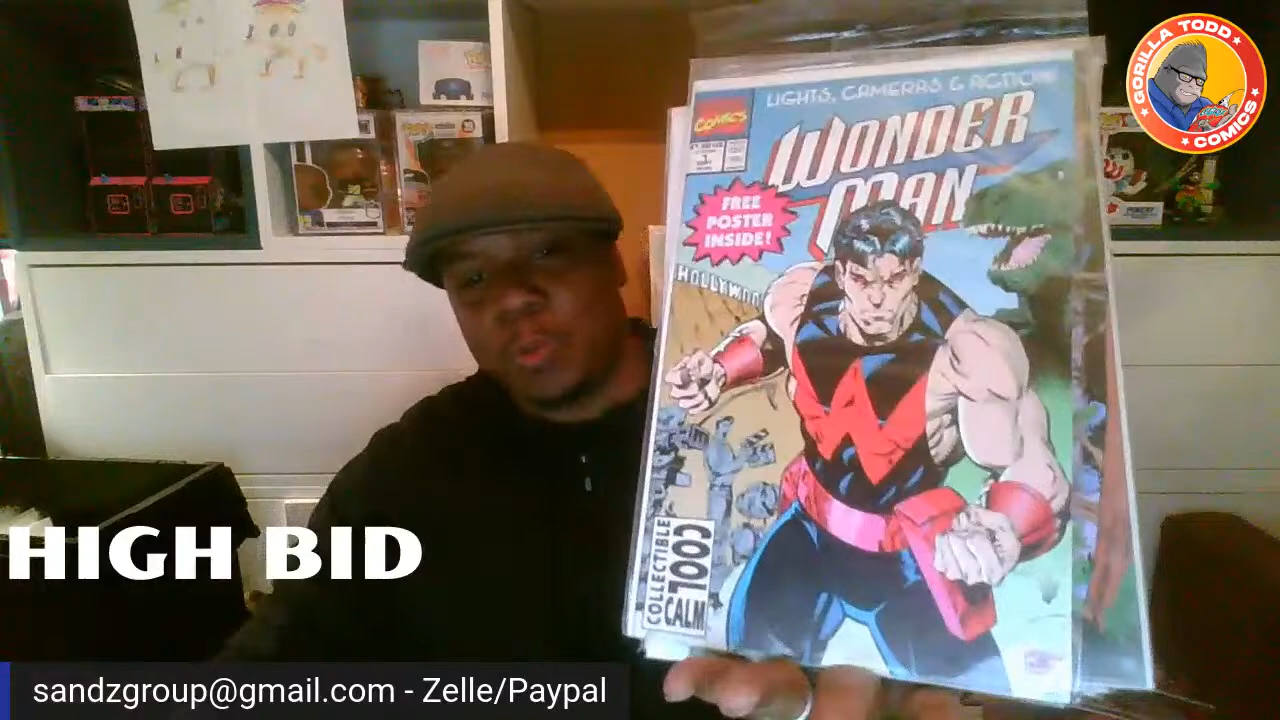 GORILLA TODD
COMICS
LIGHTS, CAMERAS & ACTION!
COMICS
WONDER
MAN
1
FREE
POSTER
INSIDE!
HOLLYWOOD
COLLECTIBLE
COOL
CALM
HIGH BID
sandzgroup@gmail.com - Zelle/Paypal